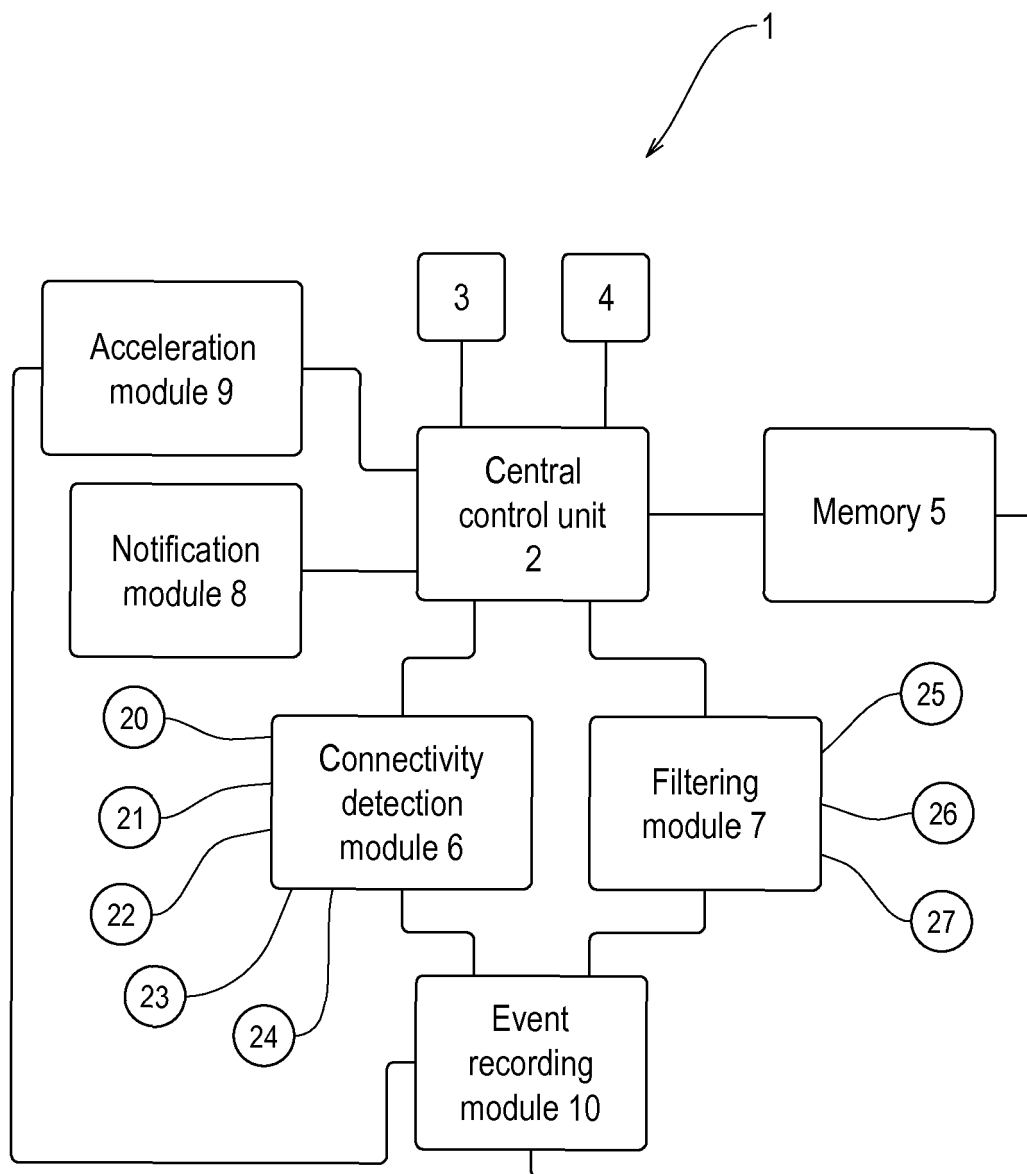 1
3
4
Acceleration
module 9
Central
control unit
2
Memory 5
Notification
module 8
20
21
22
23
24
Connectivity
detection
module 6
Filtering
module 7
25
26
27
Event
recording
module 10